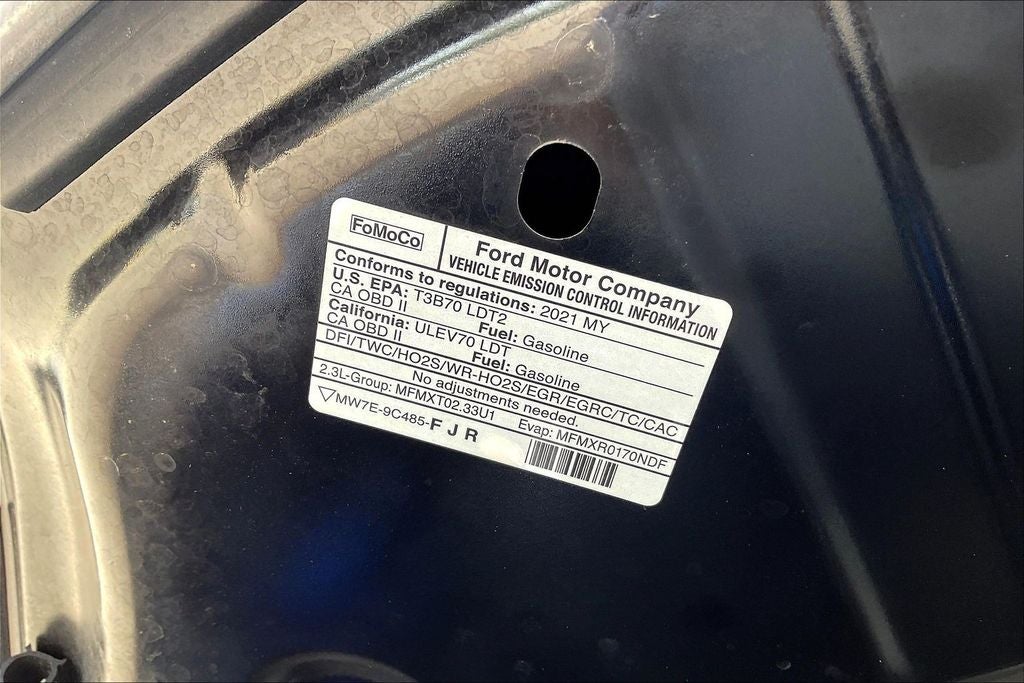 FoMoCo
Ford Motor Company
VEHICLE EMISSION CONTROL INFORMATION
Conforms to regulations: 2021 MY
U.S. EPA: T3B70 LDT2
CA OBD II Fuel: Gasoline
California: ULEV70 LDT
CA OBD II Fuel: Gasoline
DFI/TWC/HO2S/WR-HO2S/EGR/EGRC/TC/CAC
No adjustments needed.
2.3L-Group: MFMXT02.33U1 Evap: MFMXR0170NDF
MW7E-9C485-F J R